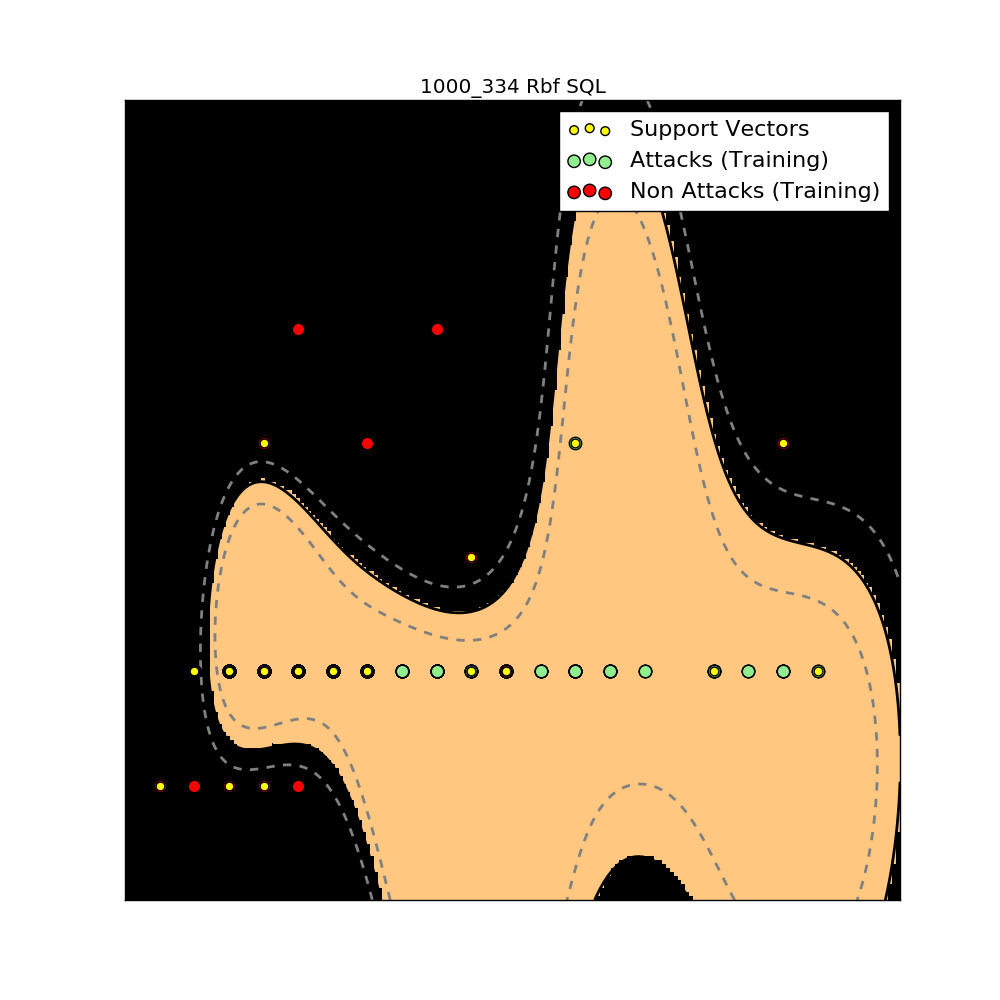 1000_334 Rbf SQL
Support Vectors
Attacks (Training)
Non Attacks (Training)